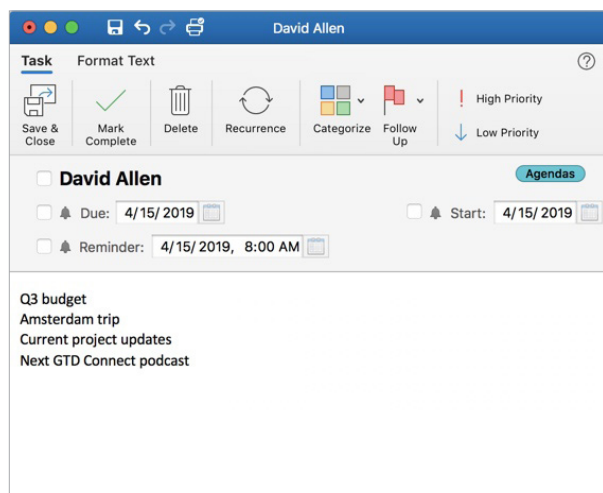 David Allen
Task Format Text
Save & Close
Mark Complete
Delete
Recurrence
Categorize
Follow Up
High Priority
Low Priority
David Allen
Agendas
Due: 4/15/2019
Start: 4/15/2019
Reminder: 4/15/2019, 8:00 AM
Q3 budget
Amsterdam trip
Current project updates
Next GTD Connect podcast